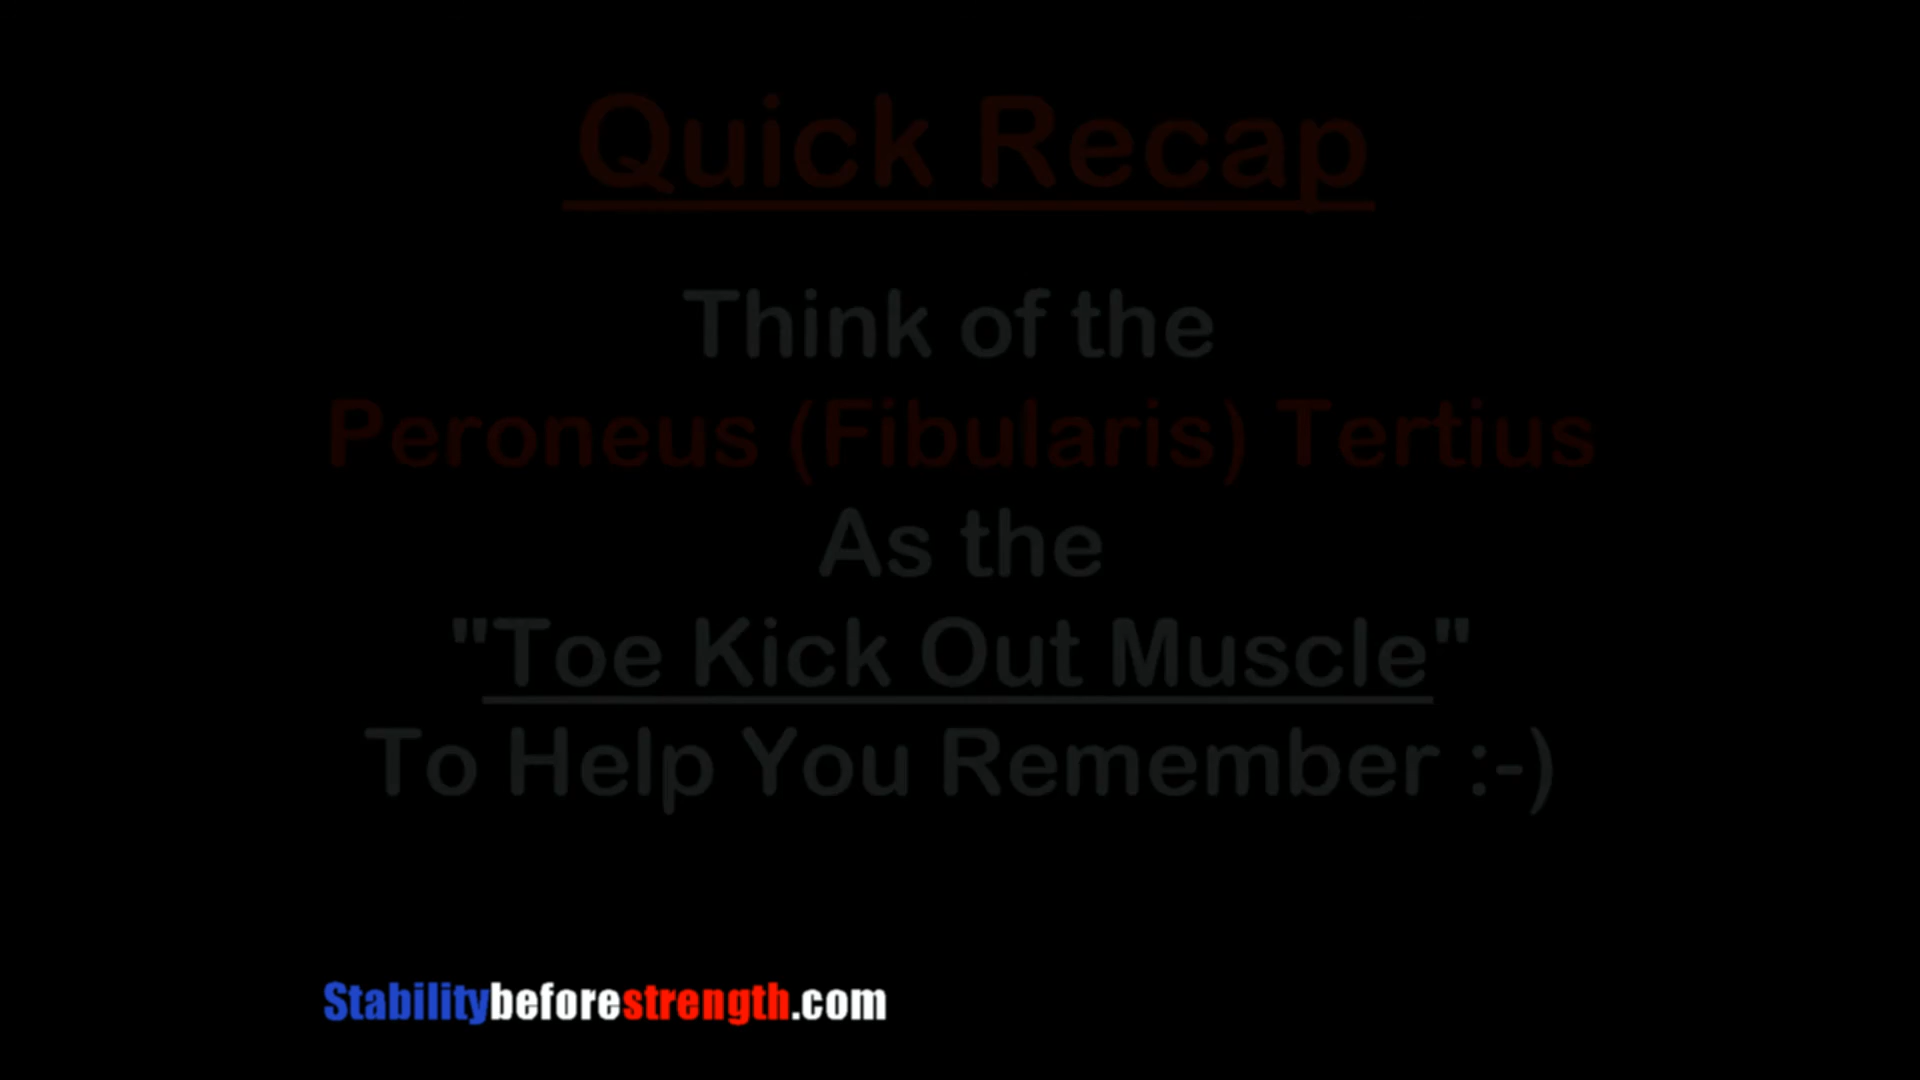 Quick Recap
Think of the
Peroneus (Fibularis) Tertius
As the
"Toe Kick Out Muscle"
To Help You Remember :-)
Stabilitybeforestrength.com